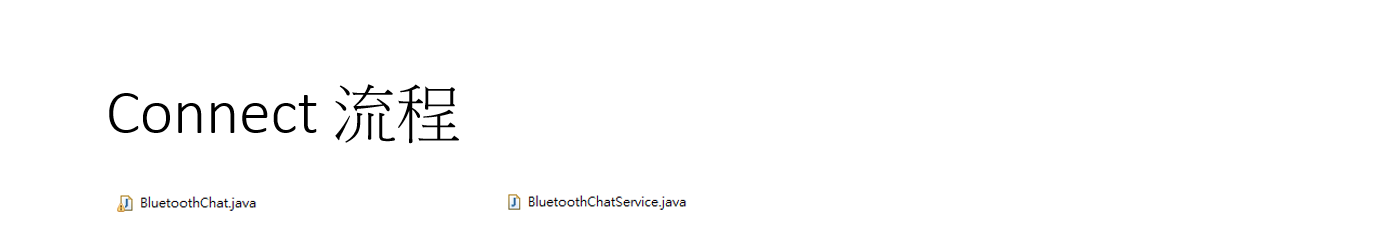 Connect 流程
BluetoothChat.java
BluetoothChatService.java